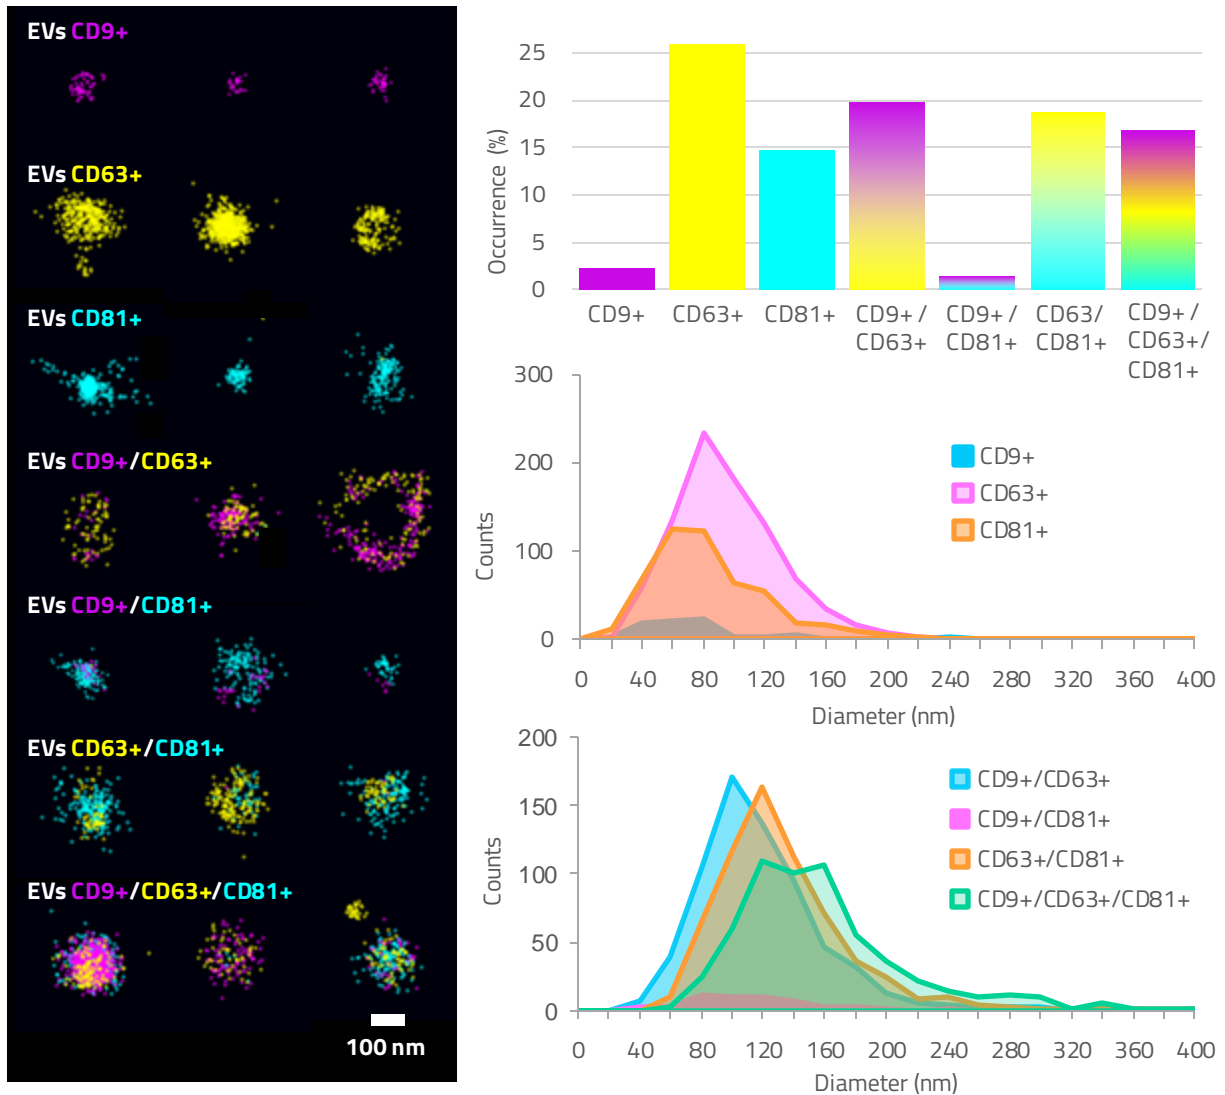 EVs CD9+
EVs CD63+
EVs CD81+
EVs CD9+/CD63+
EVs CD9+/CD81+
EVs CD63+/CD81+
EVs CD9+/CD63+/CD81+
100 nm
Occurrence (%)
25
20
15
10
5
0
CD9+
CD63+
CD81+
CD9+ /
CD63+
CD9+ /
CD81+
CD63/
CD81+
CD9+ /
CD63+/
CD81+
Counts
300
200
100
0
CD9+
CD63+
CD81+
0 40 80 120 160 200 240 280 320 360 400
Diameter (nm)
Counts
200
150
100
50
0
CD9+/CD63+
CD9+/CD81+
CD63+/CD81+
CD9+/CD63+/CD81+
0 40 80 120 160 200 240 280 320 360 400
Diameter (nm)